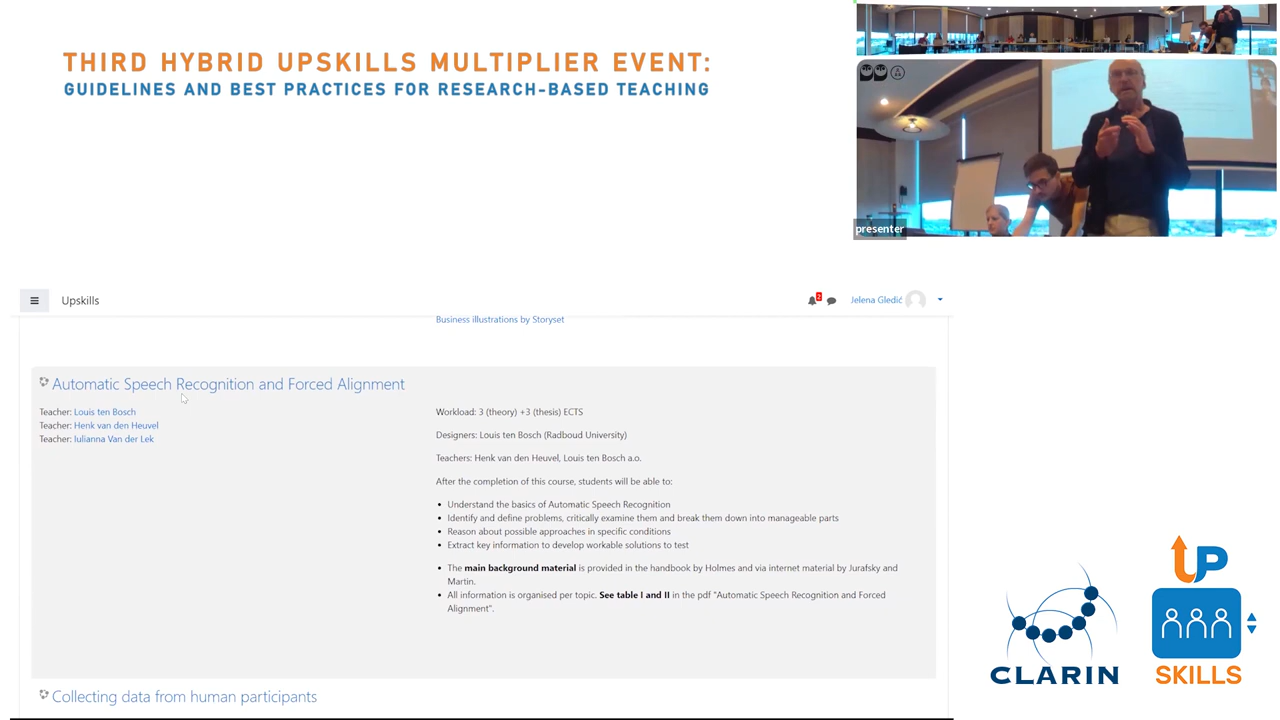 THIRD HYBRID UPSKILLS MULTIPLIER EVENT:
GUIDELINES AND BEST PRACTICES FOR RESEARCH-BASED TEACHING
presenter
Upskills
2
Jelena Gledić
Business illustrations by Storyset
Automatic Speech Recognition and Forced Alignment
Teacher: Louis ten Bosch
Teacher: Henk van den Heuvel
Teacher: Iulianna Van der Lek
Workload: 3 (theory) +3 (thesis) ECTS
Designers: Louis ten Bosch (Radboud University)
Teachers: Henk van den Heuvel, Louis ten Bosch a.o.
After the completion of this course, students will be able to:
• Understand the basics of Automatic Speech Recognition
• Identify and define problems, critically examine them and break them down into manageable parts
• Reason about possible approaches in specific conditions
• Extract key information to develop workable solutions to test
• The main background material is provided in the handbook by Holmes and via internet material by Jurafsky and
Martin.
• All information is organised per topic. See table I and II in the pdf "Automatic Speech Recognition and Forced
Alignment".
Collecting data from human participants
CLARIN
UP
SKILLS